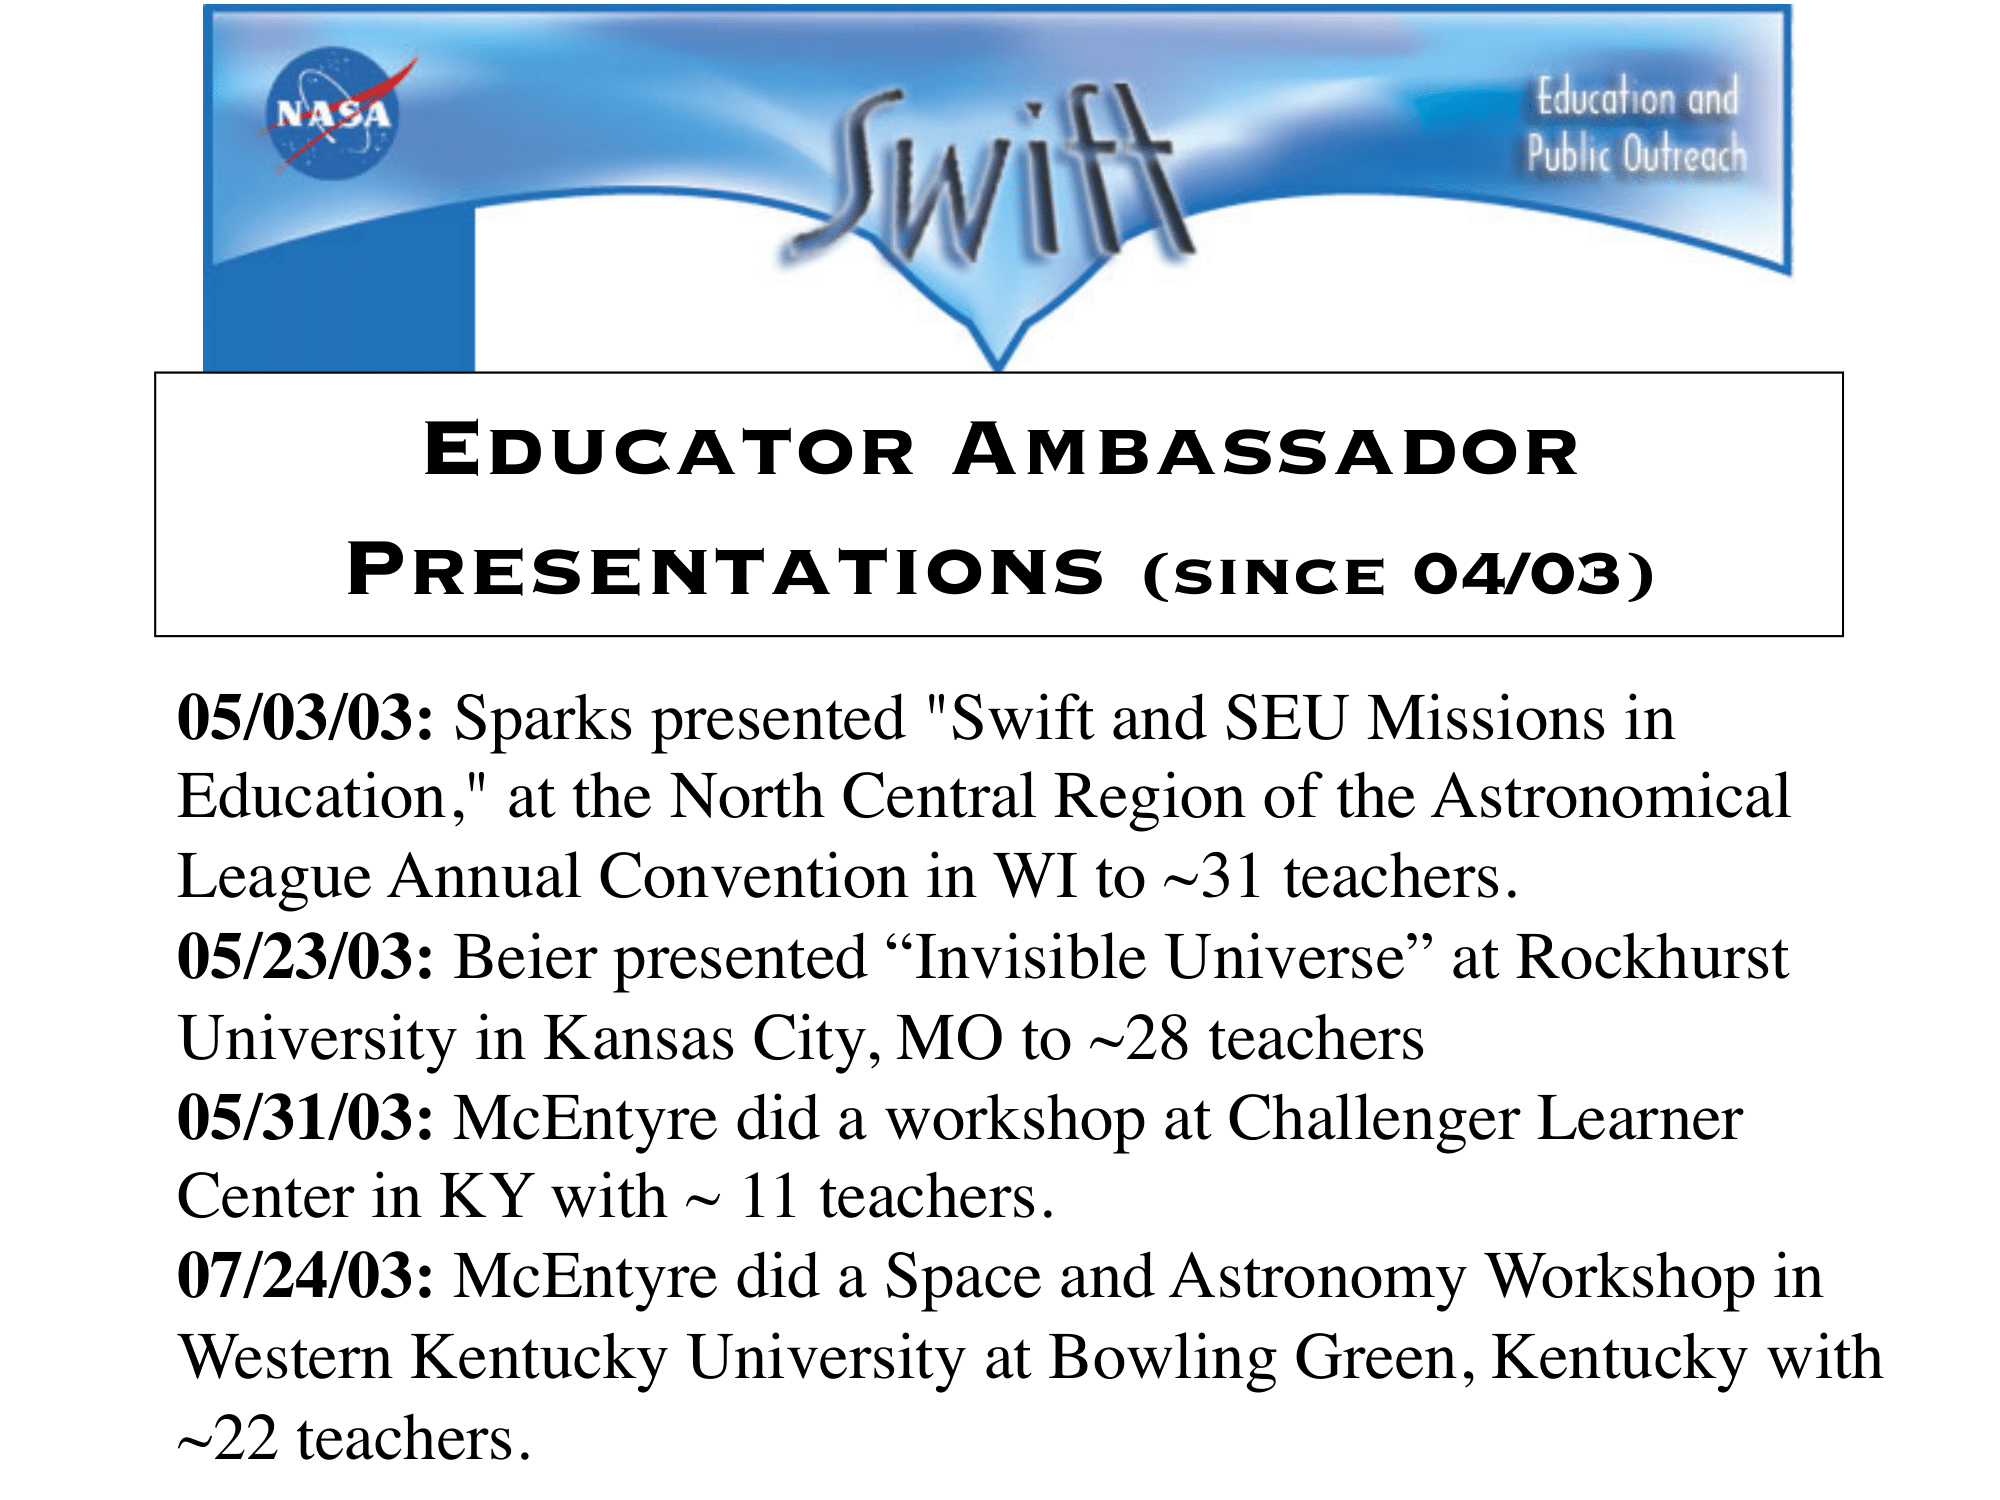 NASA
Swift
Education and
Public Outreach
EDUCATOR AMBASSADOR
PRESENTATIONS (SINCE 04/03)
05/03/03: Sparks presented "Swift and SEU Missions in
Education," at the North Central Region of the Astronomical
League Annual Convention in WI to ~31 teachers.
05/23/03: Beier presented “Invisible Universe” at Rockhurst
University in Kansas City, MO to ~28 teachers
05/31/03: McEntyre did a workshop at Challenger Learner
Center in KY with ~ 11 teachers.
07/24/03: McEntyre did a Space and Astronomy Workshop in
Western Kentucky University at Bowling Green, Kentucky with
~22 teachers.